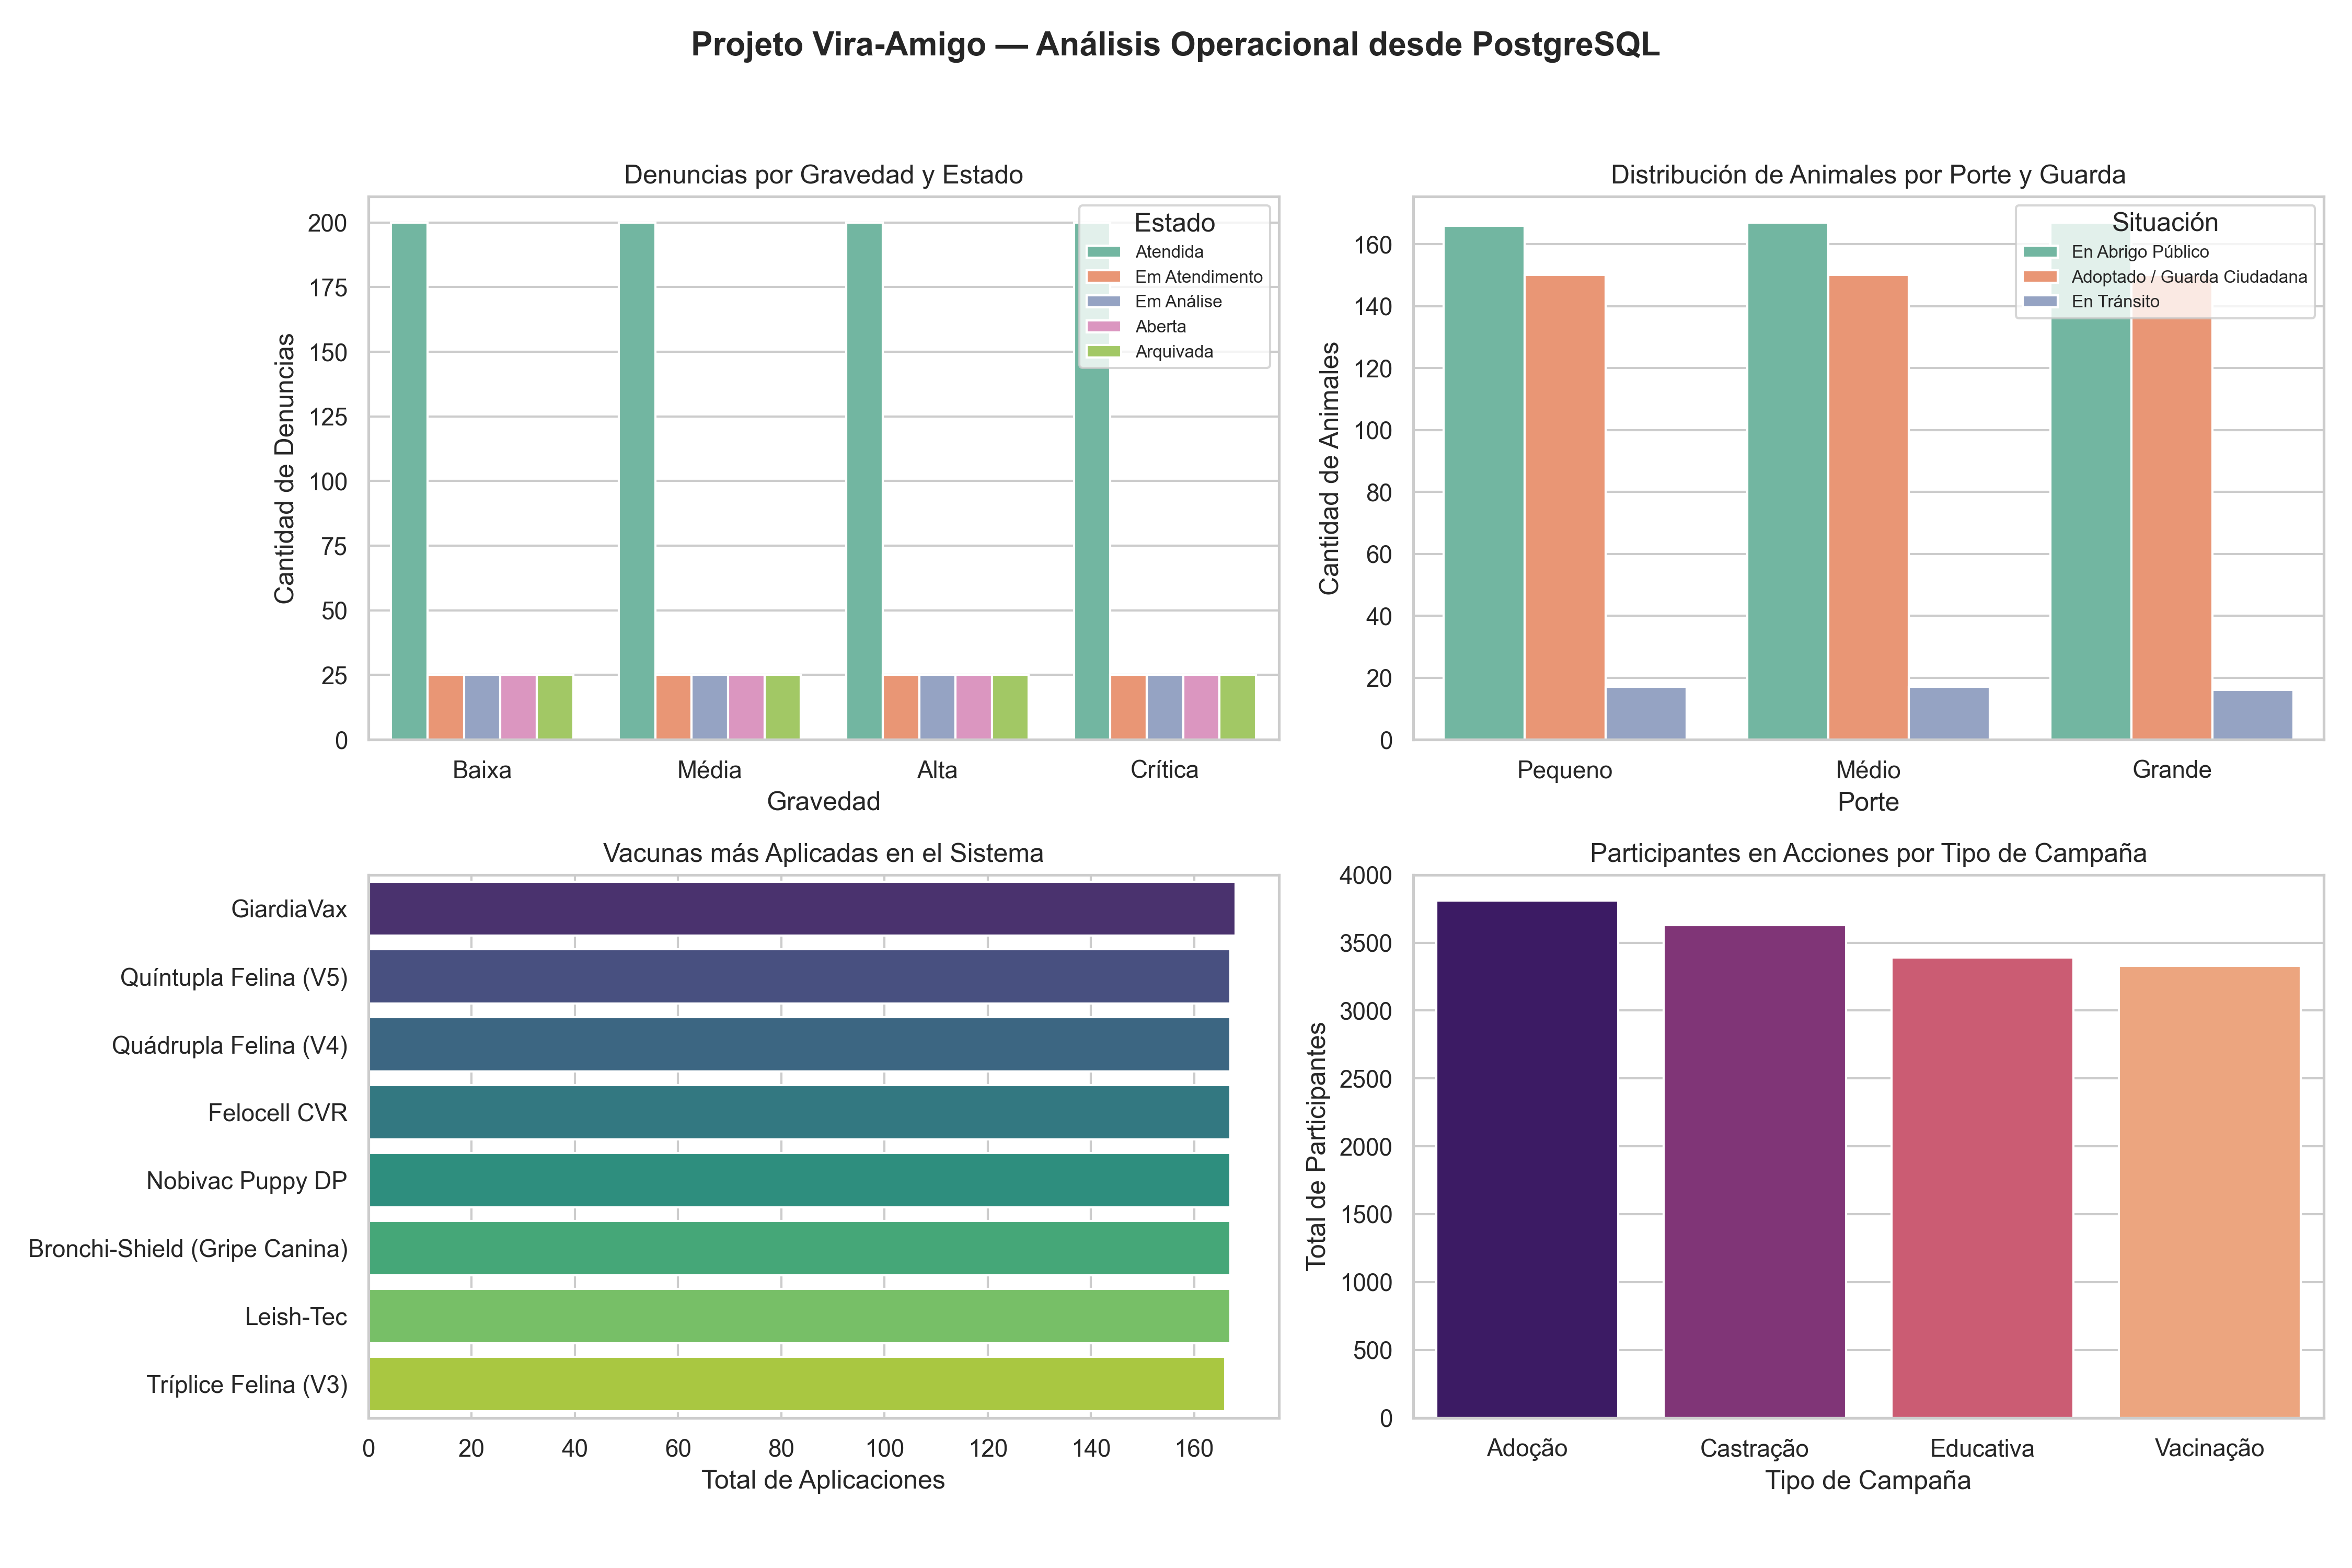 Projeto Vira-Amigo — Análisis Operacional desde PostgreSQL
Denuncias por Gravedad y Estado
Cantidad de Denuncias
200
175
150
125
100
75
50
25
0
Estado
Atendida
Em Atendimento
Em Análise
Aberta
Arquivada
Baixa
Média
Alta
Crítica
Gravedad
Distribución de Animales por Porte y Guarda
Cantidad de Animales
160
140
120
100
80
60
40
20
0
Situación
En Abrigo Público
Adoptado / Guarda Ciudadana
En Tránsito
Pequeno
Médio
Grande
Porte
Vacunas más Aplicadas en el Sistema
GiardiaVax
Quíntupla Felina (V5)
Quádrupla Felina (V4)
Felocell CVR
Nobivac Puppy DP
Bronchi-Shield (Gripe Canina)
Leish-Tec
Tríplice Felina (V3)
0
20
40
60
80
100
120
140
160
Total de Aplicaciones
Participantes en Acciones por Tipo de Campaña
Total de Participantes
4000
3500
3000
2500
2000
1500
1000
500
0
Adoção
Castração
Educativa
Vacinação
Tipo de Campaña